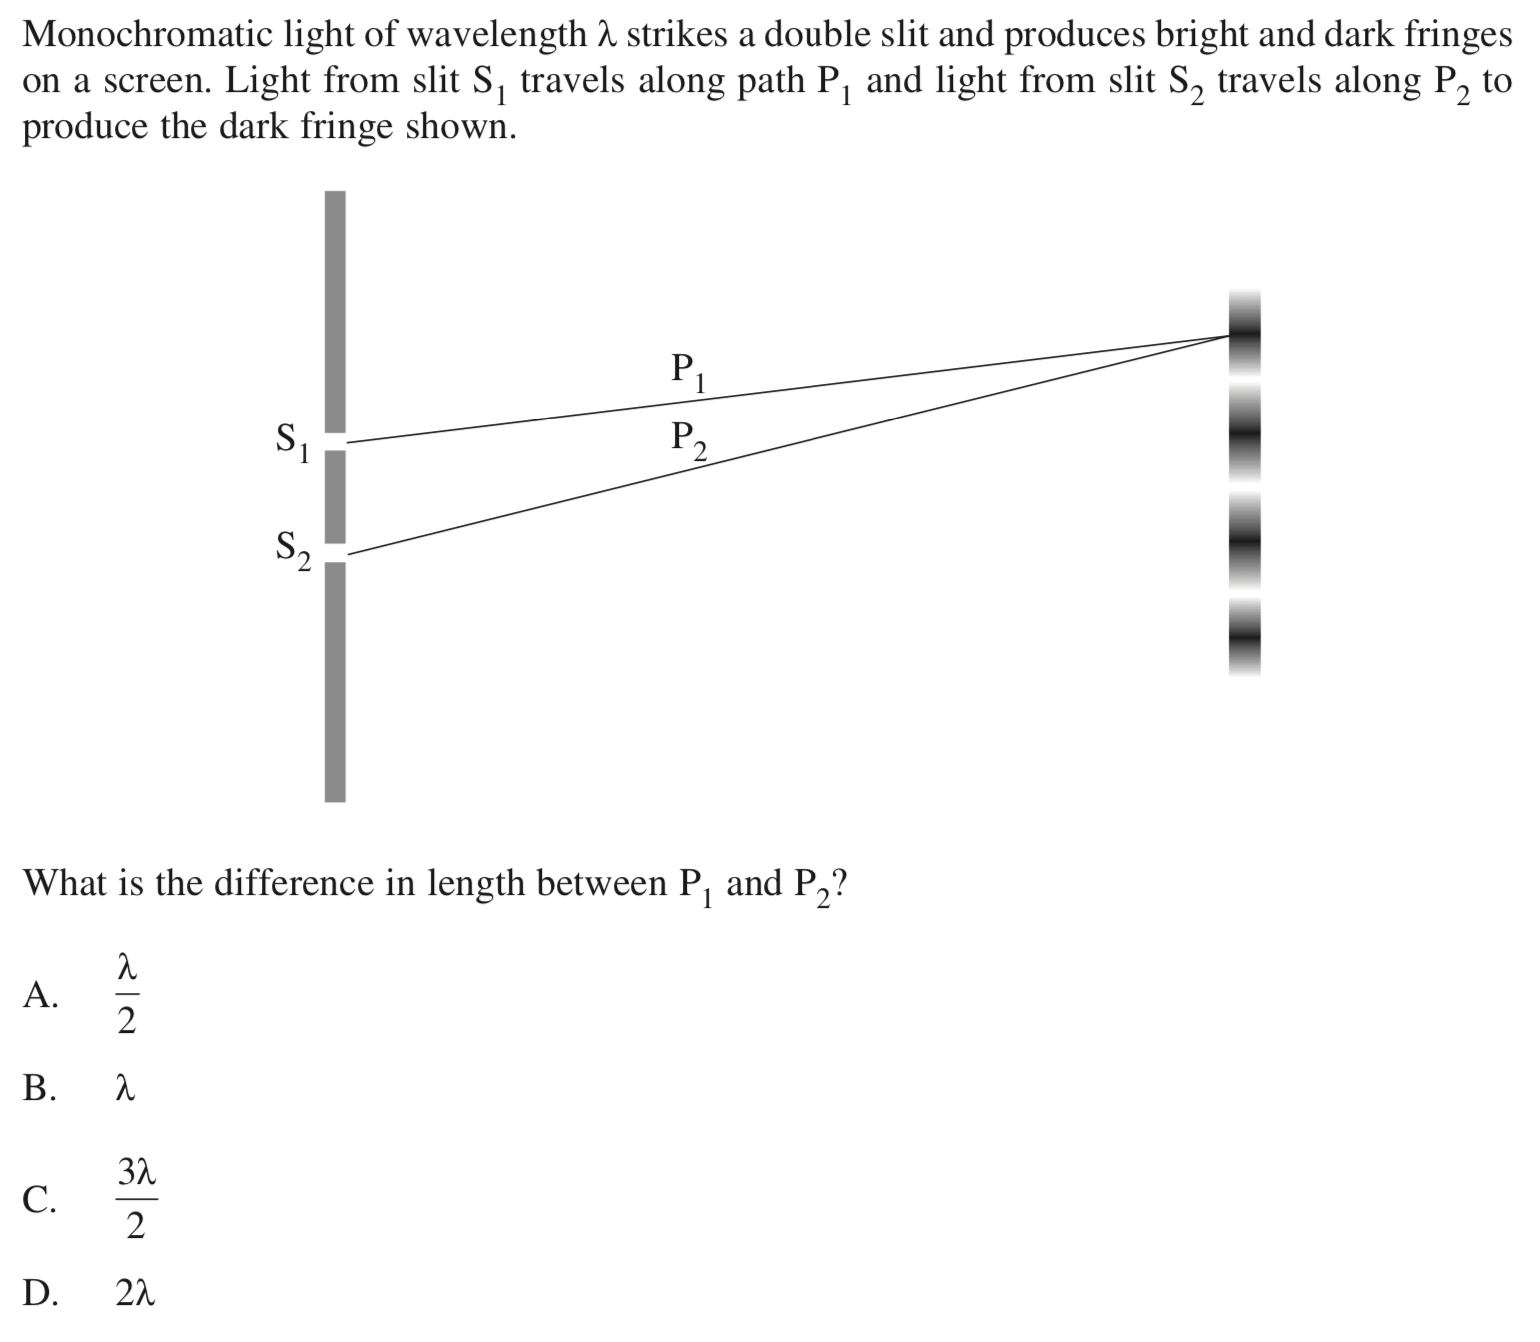 Monochromatic light of wavelength λ strikes a double slit and produces bright and dark fringes
on a screen. Light from slit S₁ travels along path P₁ and light from slit S₂ travels along P₂ to
produce the dark fringe shown.
P₁
S₁
P₂
S₂
What is the difference in length between P₁ and P₂?
A. λ/2
B. λ
C. 3λ/2
D. 2λ